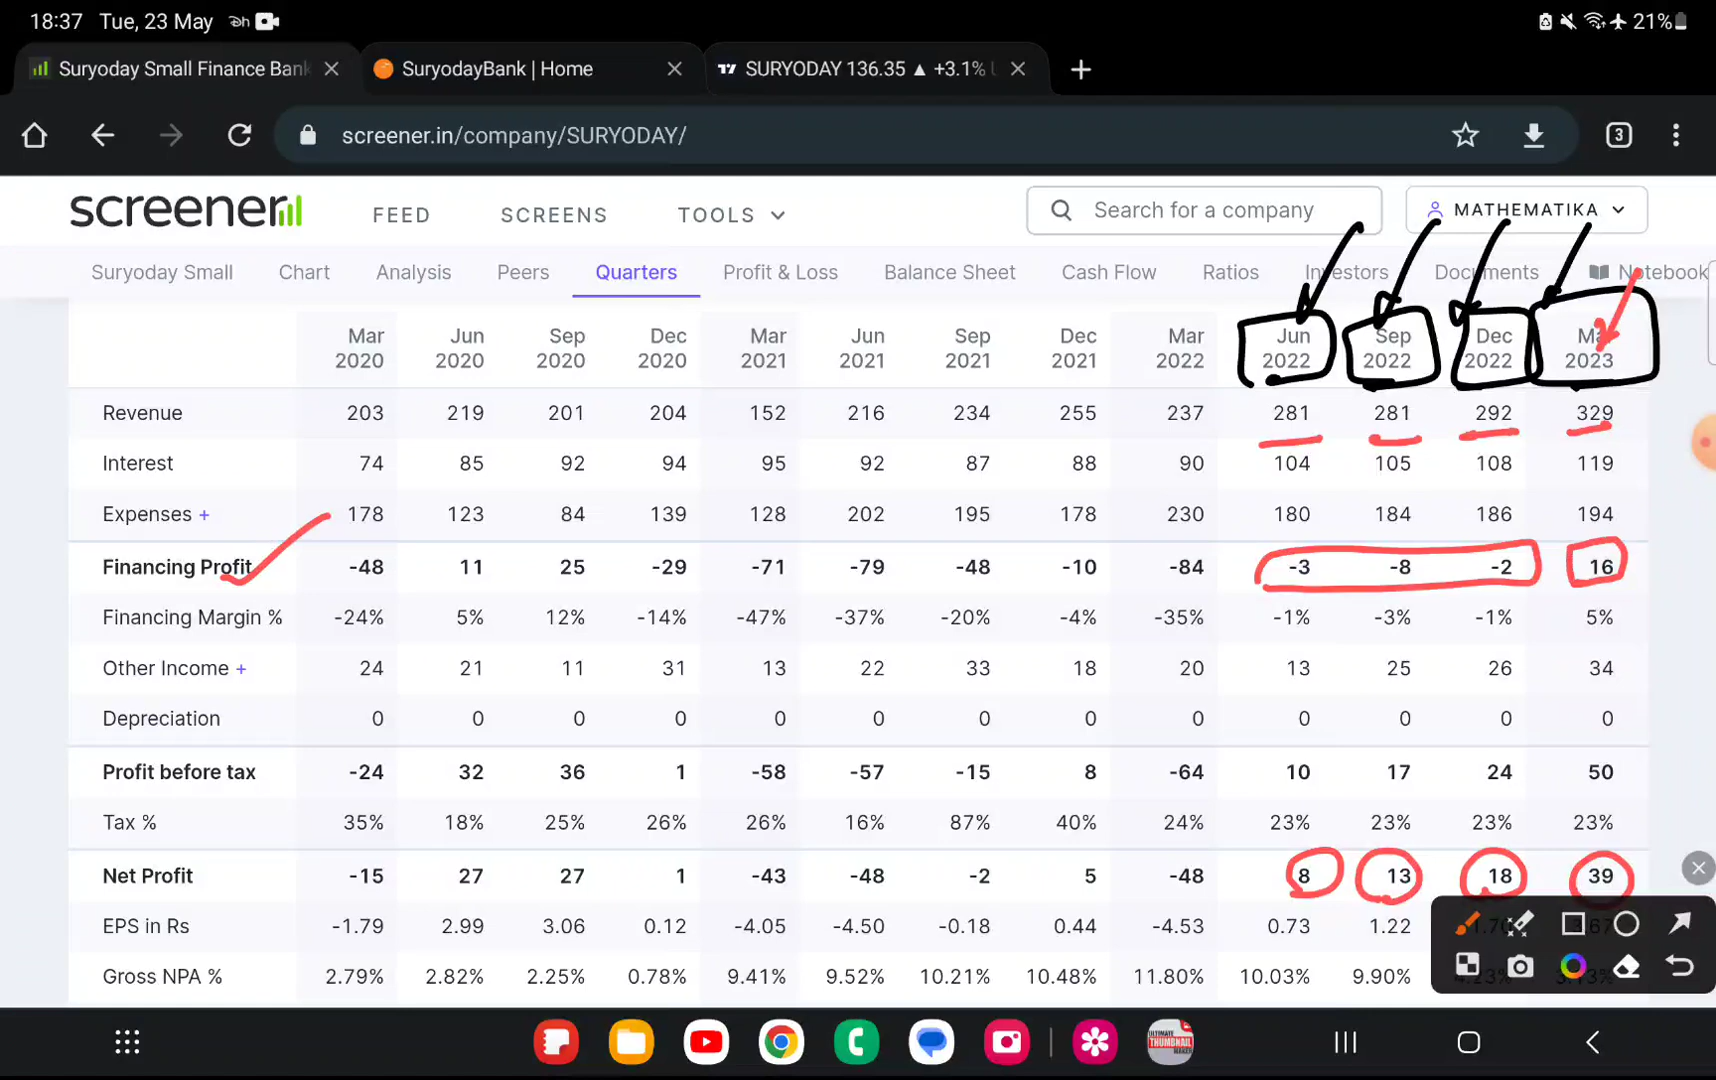 18:37 Tue, 23 May 21%
Suryoday Small Finance Bank SuryodayBank | Home SURYODAY 136.35 ▲ +3.1%
screener.in/company/SURYODAY/ 3
screener FEED SCREENS TOOLS Search for a company MATHEMATIKA
Suryoday Small Chart Analysis Peers Quarters Profit & Loss Balance Sheet Cash Flow Ratios Investors Documents Notebook
Mar Jun Sep Dec Mar Jun Sep Dec Mar Jun Sep Dec
2020 2020 2020 2020 2021 2021 2021 2021 2022 2022 2022 2022 2023
Revenue 203 219 201 204 152 216 234 255 237 281 281 292 329
Interest 74 85 92 94 95 92 87 88 90 104 105 108 119
Expenses + 178 123 84 139 128 202 195 178 230 180 184 186 194
Financing Profit -48 11 25 -29 -71 -79 -48 -10 -84 -3 -8 -2 16
Financing Margin % -24% 5% 12% -14% -47% -37% -20% -4% -35% -1% -3% -1% 5%
Other Income + 24 21 11 31 13 22 33 18 20 13 25 26 34
Depreciation 0 0 0 0 0 0 0 0 0 0 0 0 0
Profit before tax -24 32 36 1 -58 -57 -15 8 -64 10 17 24 50
Tax % 35% 18% 25% 26% 26% 16% 87% 40% 24% 23% 23% 23% 23%
Net Profit -15 27 27 1 -43 -48 -2 5 -48 8 13 18 39
EPS in Rs -1.79 2.99 3.06 0.12 -4.05 -4.50 -0.18 0.44 -4.53 0.73 1.22
Gross NPA % 2.79% 2.82% 2.25% 0.78% 9.41% 9.52% 10.21% 10.48% 11.80% 10.03% 9.90%
ULTIMATE
THUMBNAIL
MAKER